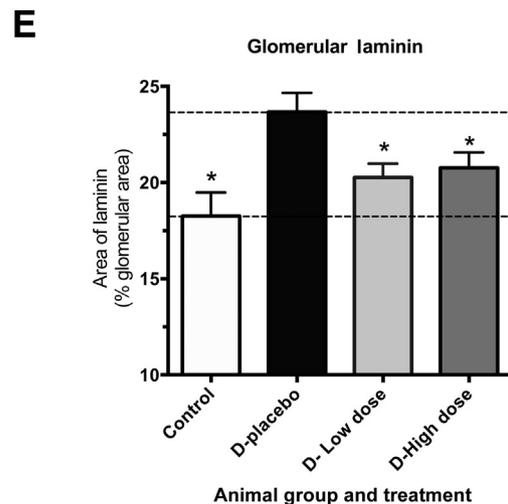 E
Glomerular laminin
Area of laminin
(% glomerular area)
25
20
15
10
*
*
*
Control
D-placebo
D- Low dose
D-High dose
Animal group and treatment